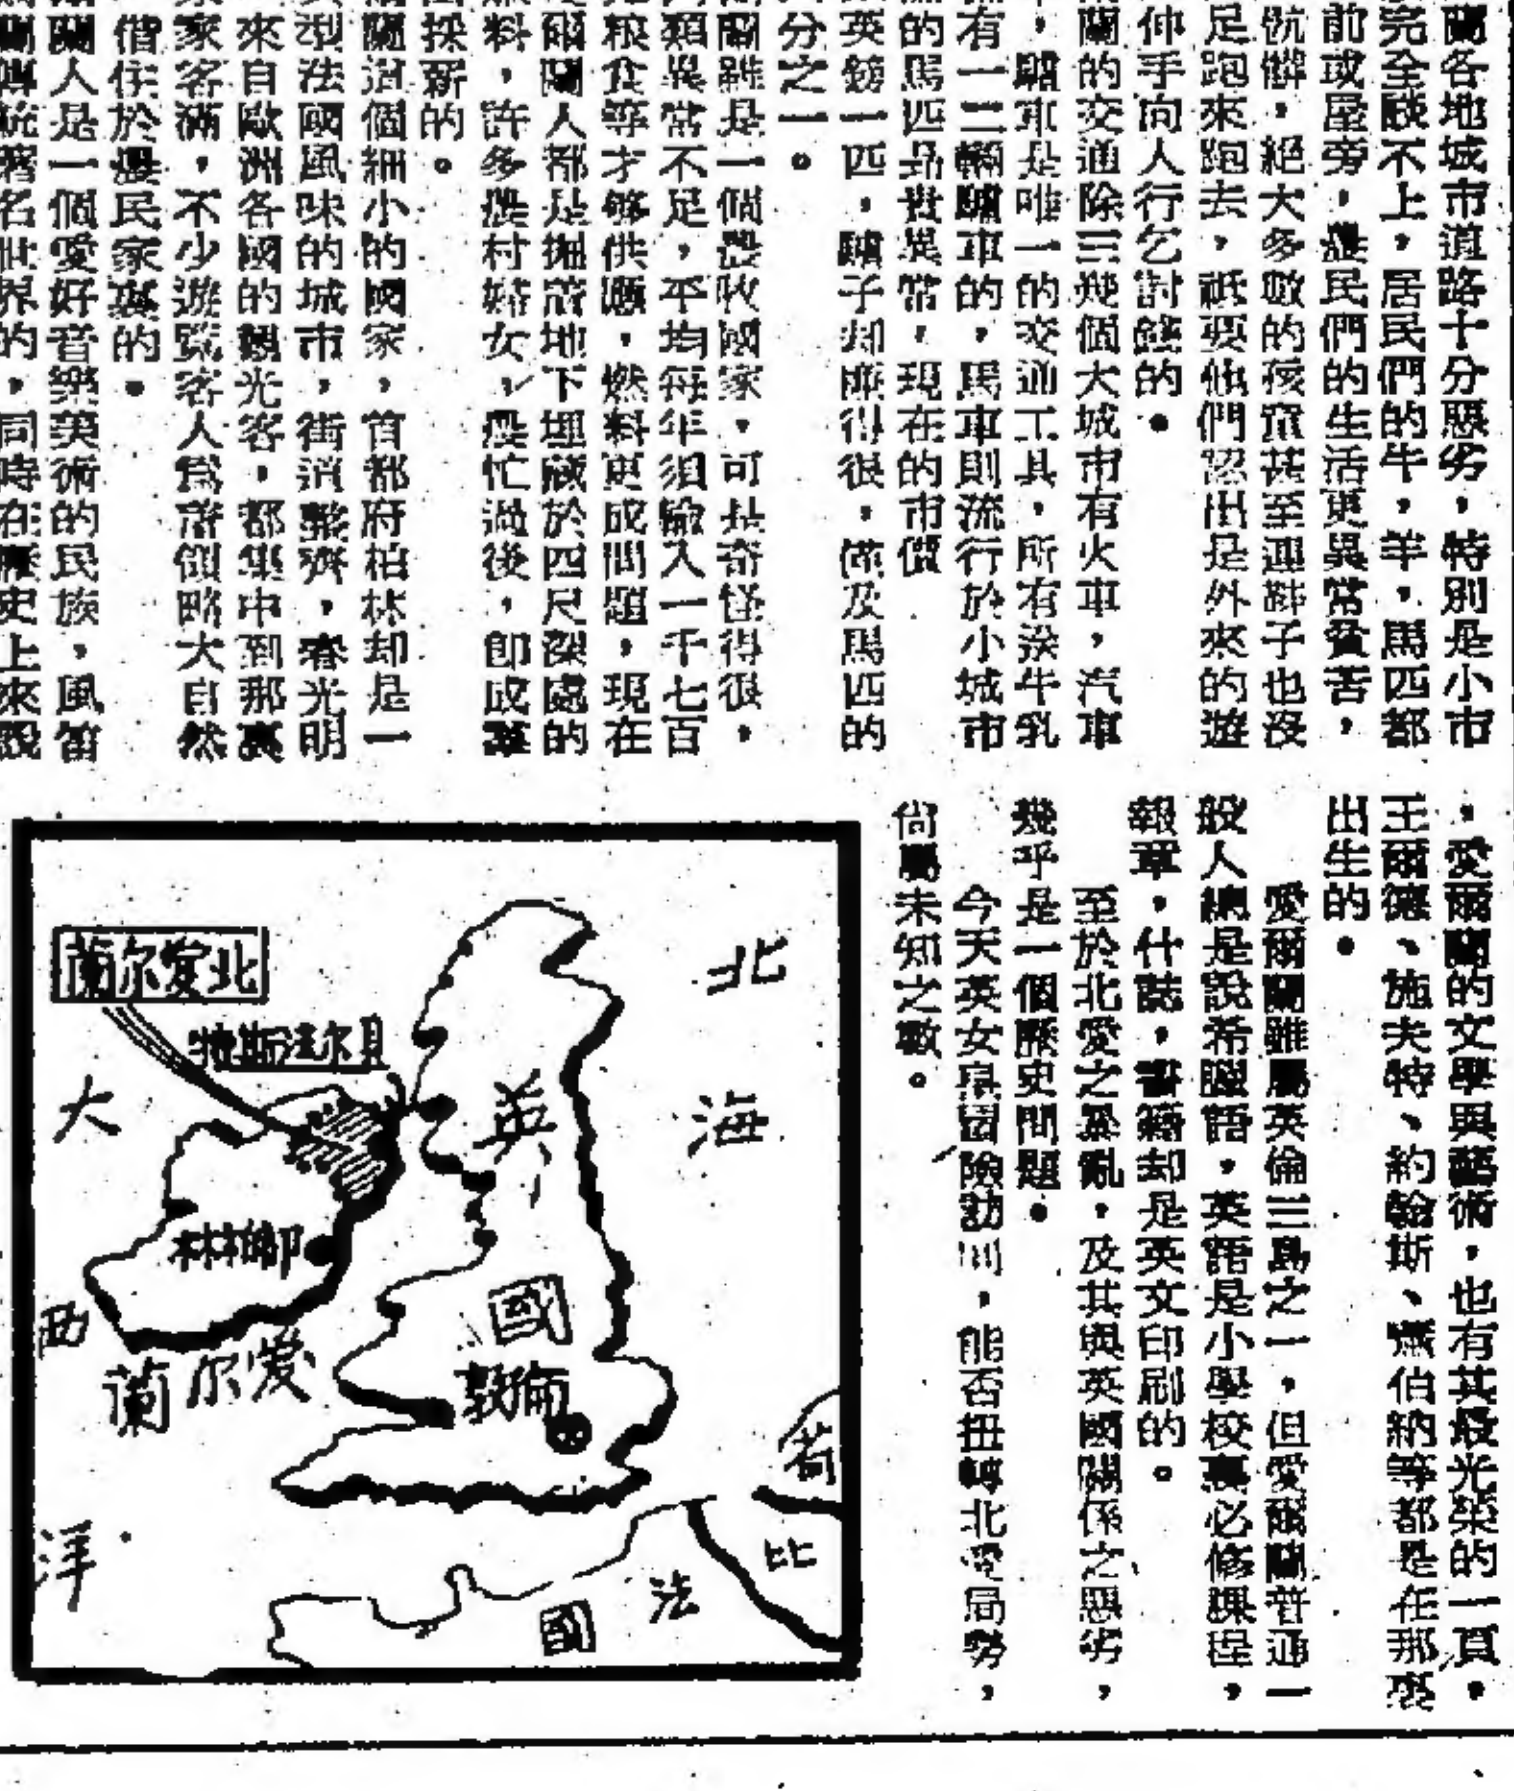 蘭各地城市道路十分惡劣，特別是小市
完全談不上，居民們的牛，羊，馬匹都
前或屋旁，農民們的生活更異常貧苦，
骯髒，絕大多數的孩童甚至連鞋子也沒
足跑來跑去，祗要他們認出是外來的遊
伸手向人行乞討錢的。
蘭的交通除三幾個大城市有火車，汽車
，驢車是唯一的交通工具，所有送牛乳
有一二輛驢車的，馬車則流行於小城市
的馬匹昂貴異常，現在的市價
英鎊一匹，驢子却廉得很，値及馬匹的
分之一。
蘭雖是一個農牧國家，可是奇怪得很，
類異常不足，平均每年須輸入一千七百
粮食等才够供應，燃料更成問題，現在
爾蘭人都是掘荒地下埋藏於四尺深處的
料，許多農村婦女，農忙過後，卽成羣
採薪的。
蘭這個細小的國家，首都府柏林却是一
型法國風味的城市，街道整齊，春光明
來自歐洲各國的觀光客，都集中到那裏
家客滿，不少遊覽客人爲着領略大自然
借住於農民家裏的。
蘭人是一個愛好音樂美術的民族，風笛
蘭傳統著名世界的，同時在歷史上來說
，愛爾蘭的文學與藝術，也有其最光榮的一頁，
王爾德、施夫特、約翰斯、蕭伯納等都是在那裏
出生的。
愛爾蘭雖屬英倫三島之一，但愛爾蘭普通一
般人總是說希臘語，英語是小學校裏必修課程，
報章，什誌，書籍却是英文印刷的。
至於北愛之暴亂，及其與英國關係之惡劣，
幾乎是一個歷史問題。
今天英女皇冒險訪問，能否扭轉北愛局勢，
尙屬未知之數。
北愛尔蘭
貝尔法斯特
北海
大西洋
英國
都柏林
愛尔蘭
倫敦
荷
比
法國